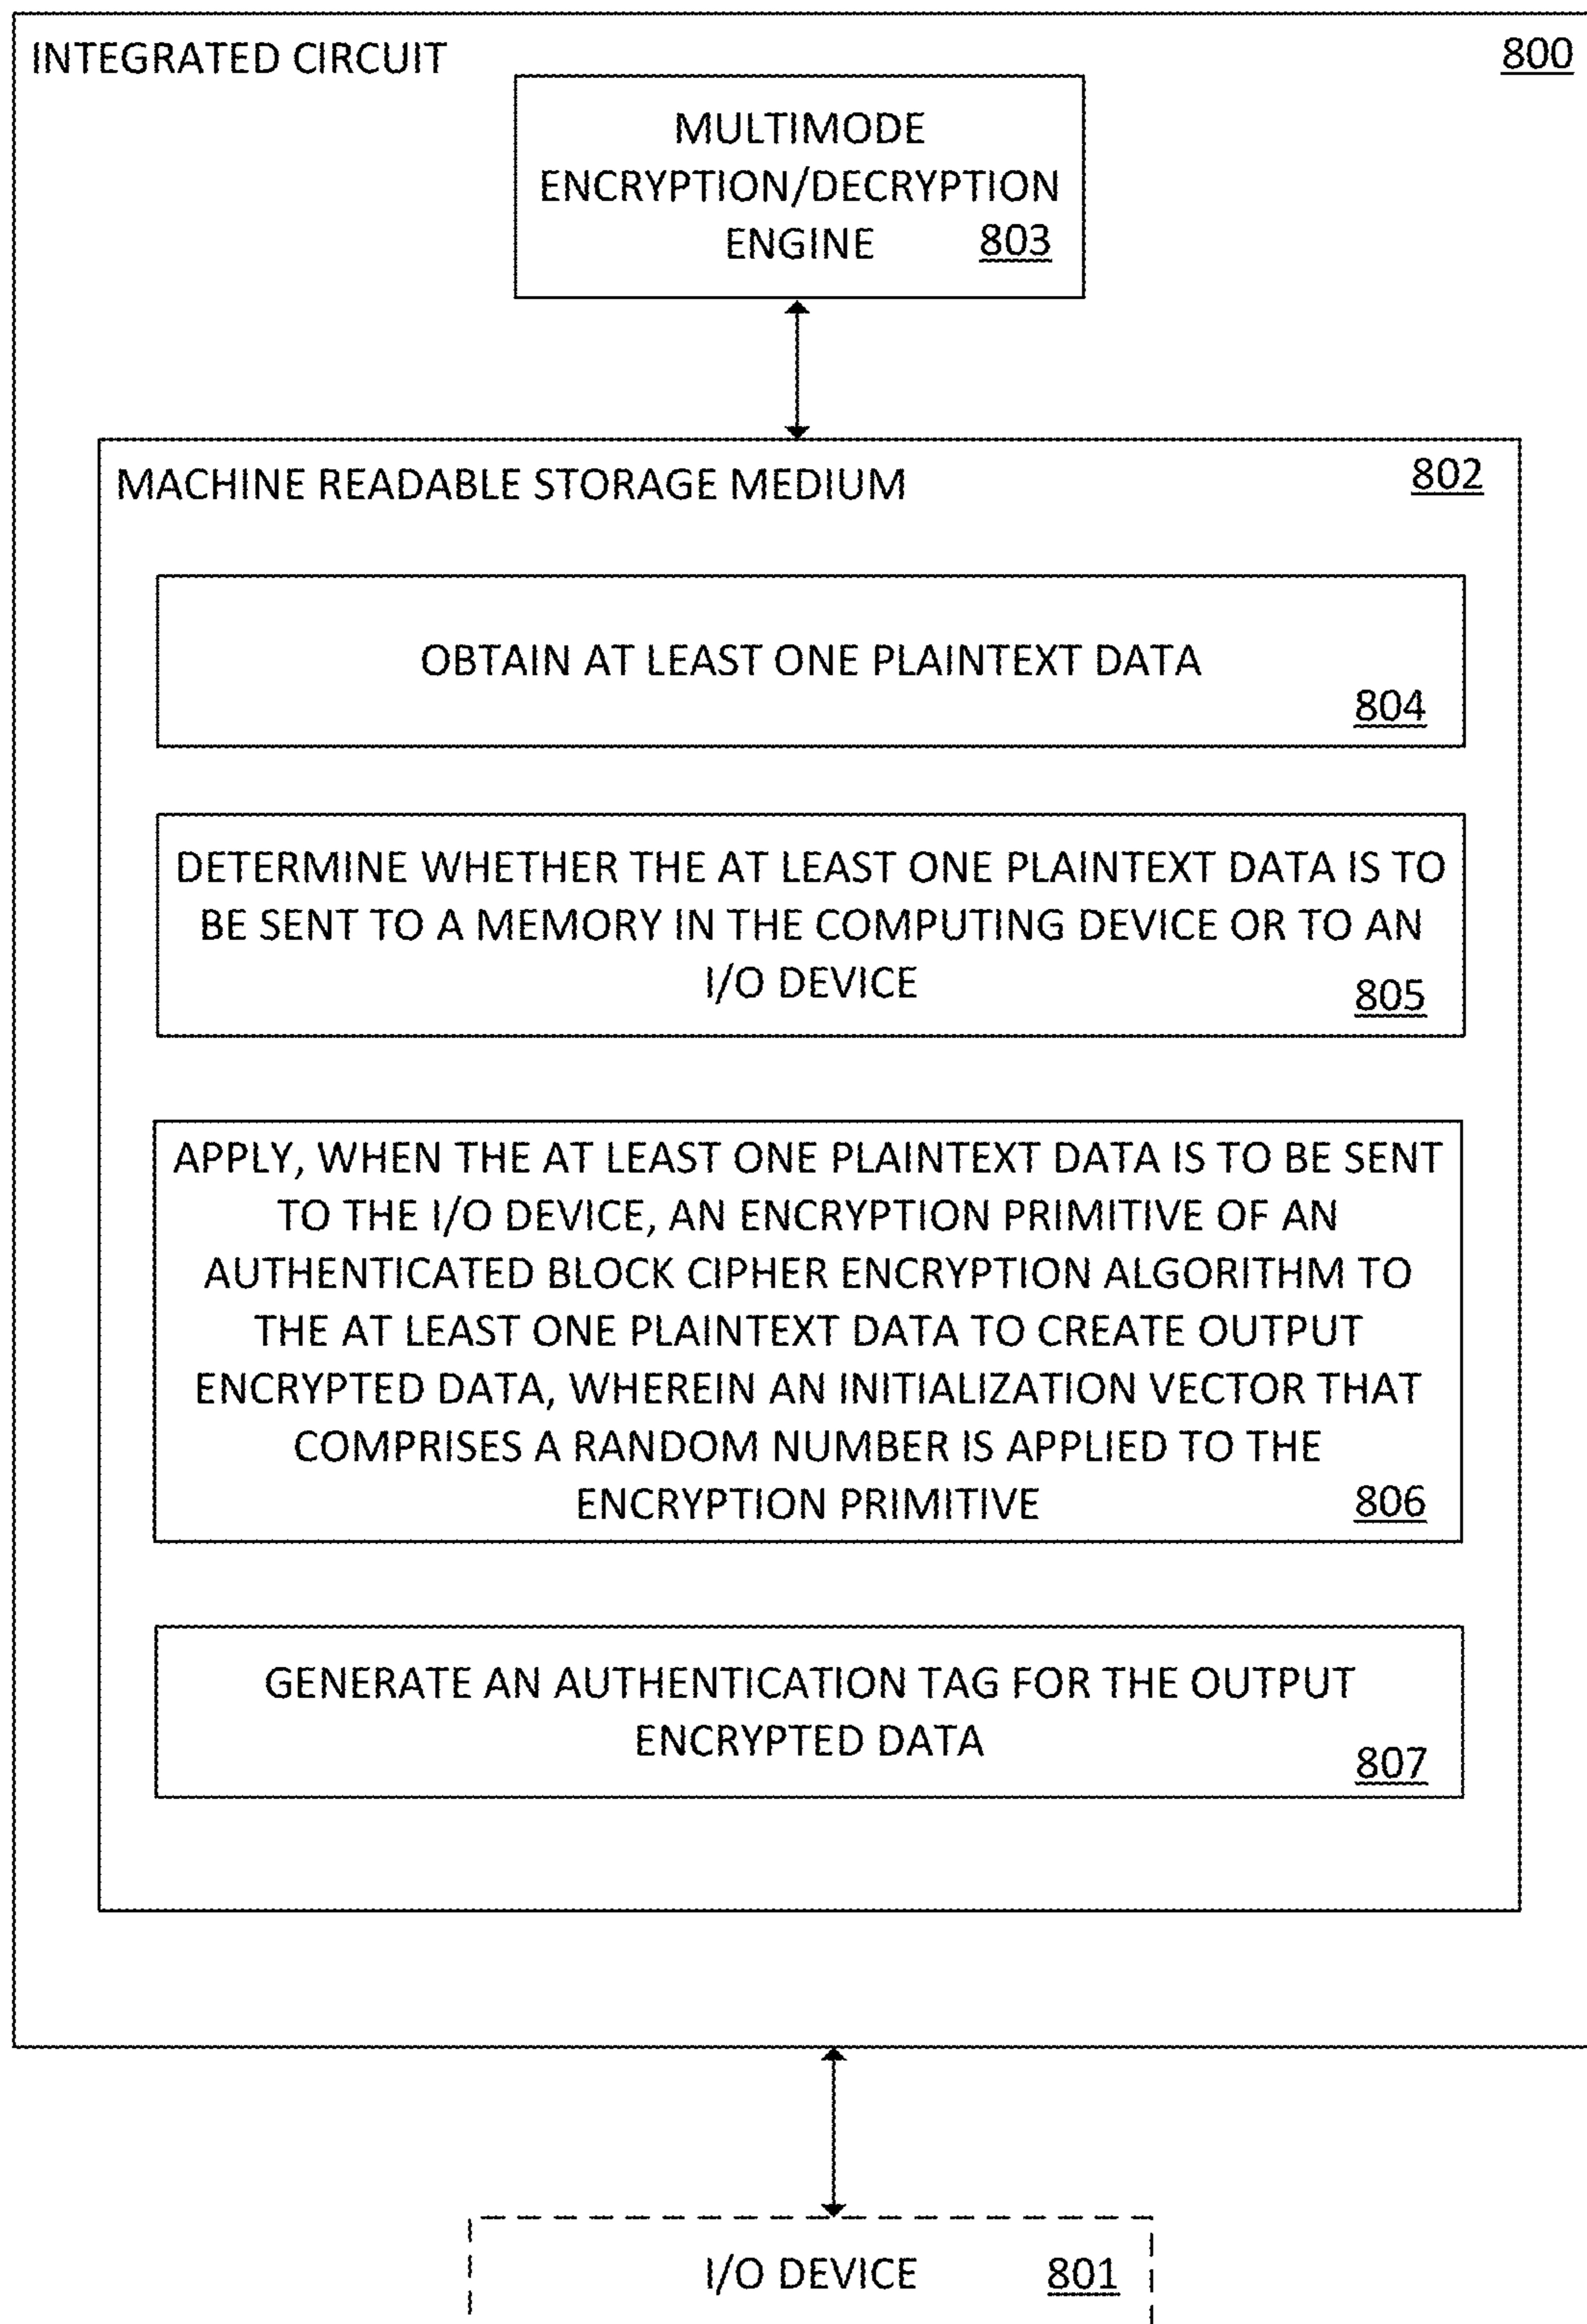 INTEGRATED CIRCUIT 800
MULTIMODE
ENCRYPTION/DECRYPTION
ENGINE 803
MACHINE READABLE STORAGE MEDIUM 802
OBTAIN AT LEAST ONE PLAINTEXT DATA
804
DETERMINE WHETHER THE AT LEAST ONE PLAINTEXT DATA IS TO
BE SENT TO A MEMORY IN THE COMPUTING DEVICE OR TO AN
I/O DEVICE 805
APPLY, WHEN THE AT LEAST ONE PLAINTEXT DATA IS TO BE SENT
TO THE I/O DEVICE, AN ENCRYPTION PRIMITIVE OF AN
AUTHENTICATED BLOCK CIPHER ENCRYPTION ALGORITHM TO
THE AT LEAST ONE PLAINTEXT DATA TO CREATE OUTPUT
ENCRYPTED DATA, WHEREIN AN INITIALIZATION VECTOR THAT
COMPRISES A RANDOM NUMBER IS APPLIED TO THE
ENCRYPTION PRIMITIVE 806
GENERATE AN AUTHENTICATION TAG FOR THE OUTPUT
ENCRYPTED DATA 807
I/O DEVICE 801